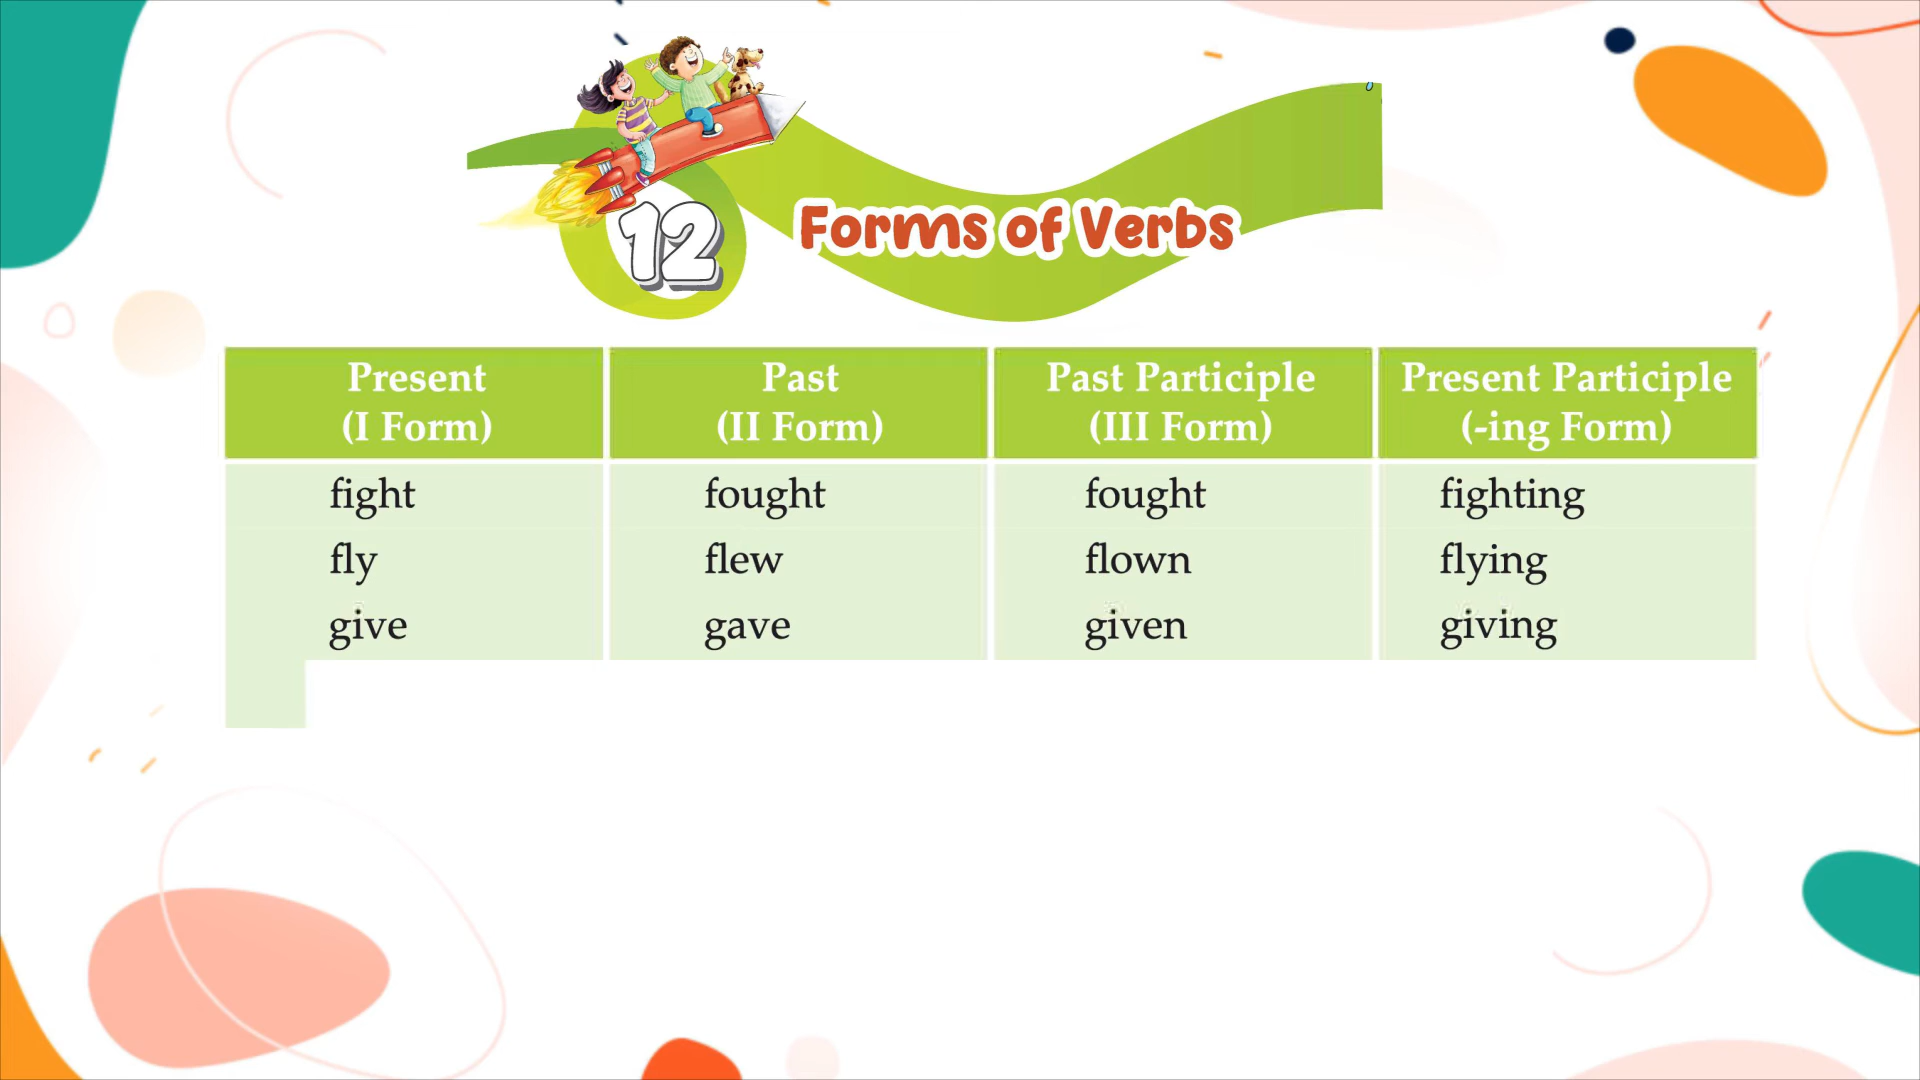 12
Forms of Verbs
Present Past Past Participle Present Participle
(I Form) (II Form) (III Form) (-ing Form)
fight fought fought fighting
fly flew flown flying
give gave given giving